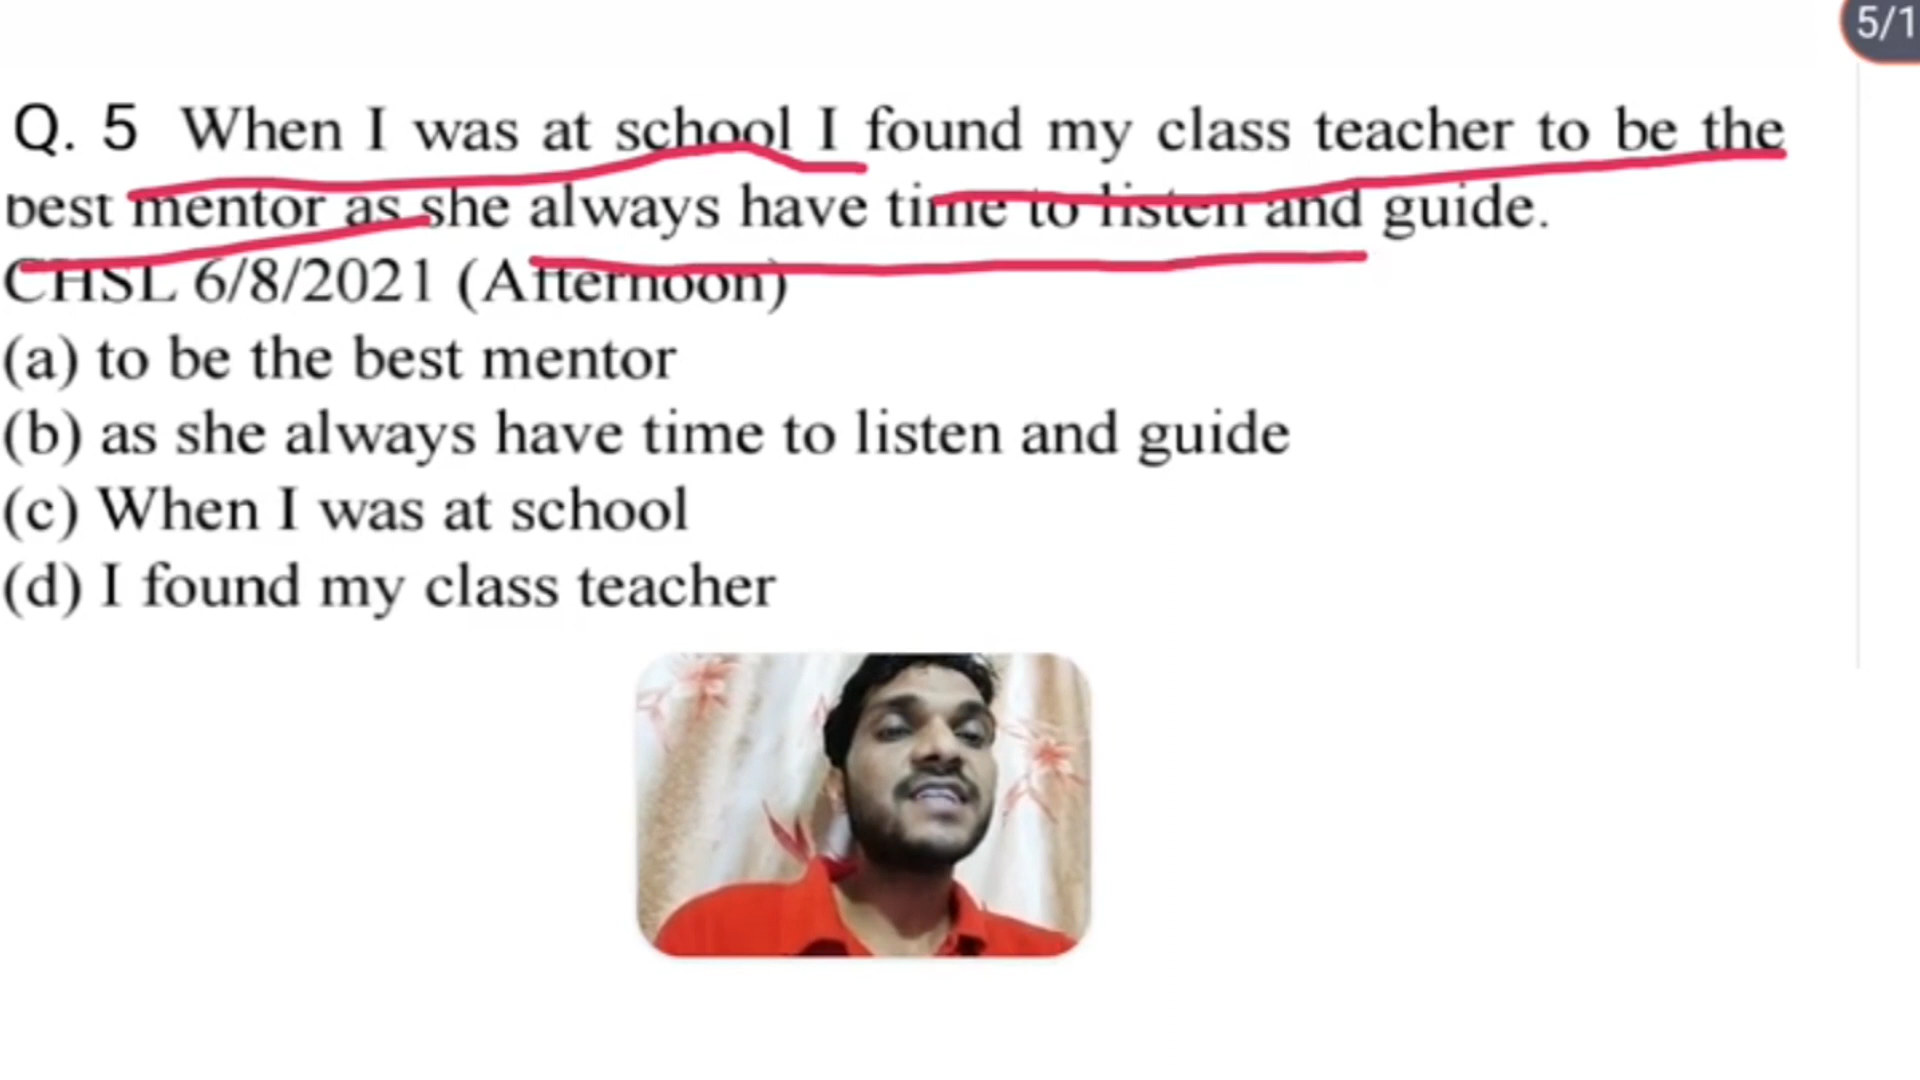 5/1
Q. 5 When I was at school I found my class teacher to be the
best mentor as she always have time to listen and guide.
CHSL 6/8/2021 (Afternoon)
(a) to be the best mentor
(b) as she always have time to listen and guide
(c) When I was at school
(d) I found my class teacher